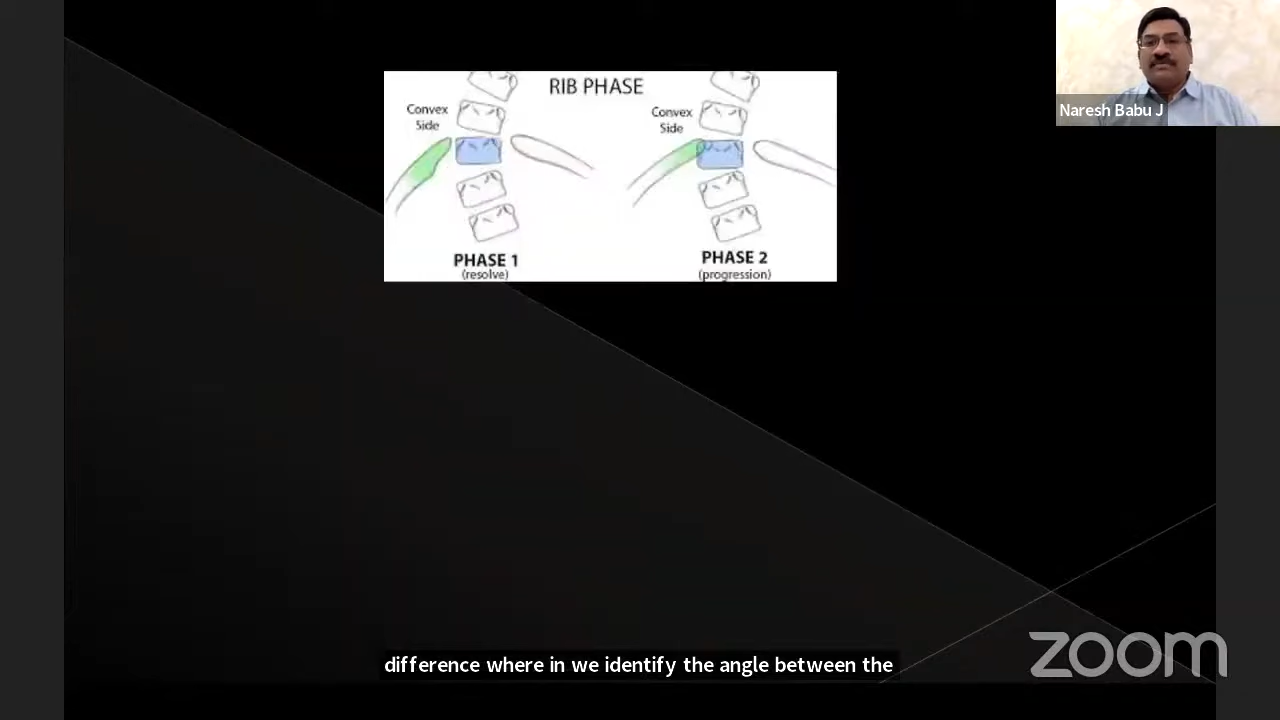 RIB PHASE
Convex
Side
Convex
Side
PHASE 1
(resolve)
PHASE 2
(progression)
Naresh Babu J
difference where in we identify the angle between the
zoom